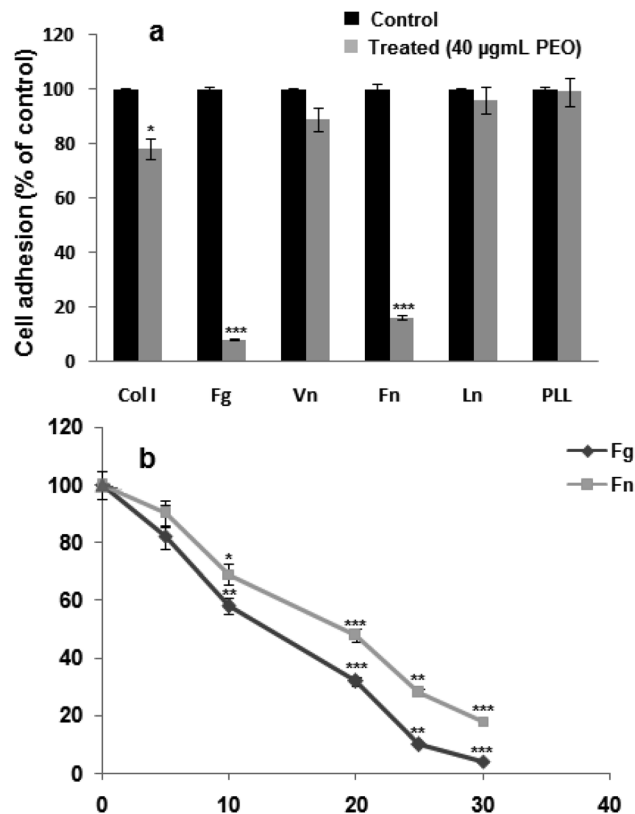 a
Control
Treated (40 µgmL PEO)
Cell adhesion (% of control)
120
100
80
60
40
20
0
*
***
***
Col I Fg Vn Fn Ln PLL
b
Fg
Fn
120
100
80
60
40
20
0
*
**
***
***
**
**
***
***
0 10 20 30 40